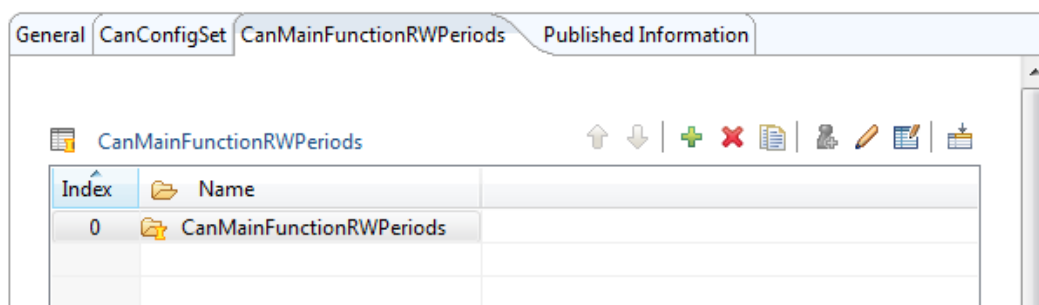 General CanConfigSet CanMainFunctionRWPeriods Published Information
CanMainFunctionRWPeriods
Index Name
0 CanMainFunctionRWPeriods